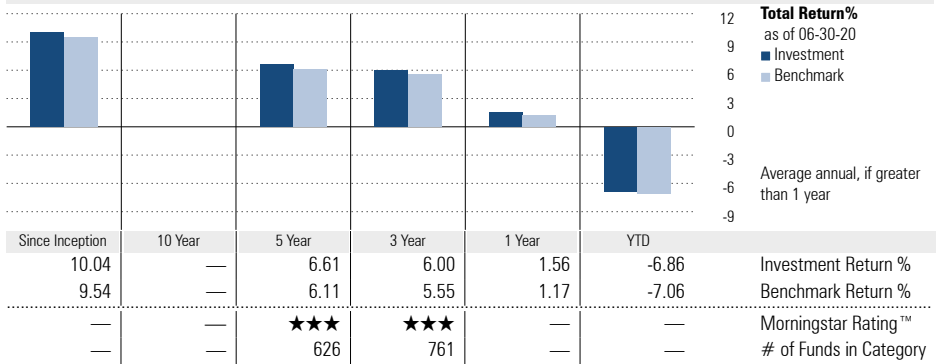 12
9
6
3
0
-3
-6
-9
Total Return%
as of 06-30-20
Investment
Benchmark
Average annual, if greater
than 1 year
Since Inception 10 Year 5 Year 3 Year 1 Year YTD
10.04 — 6.61 6.00 1.56 -6.86 Investment Return %
9.54 — 6.11 5.55 1.17 -7.06 Benchmark Return %
— — ★★★ ★★★ — — Morningstar Rating™
— — 626 761 — — # of Funds in Category